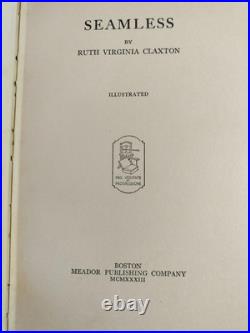 SEAMLESS
BY
RUTH VIRGINIA CLAXTON
ILLUSTRATED
BOSTON
MEADOR PUBLISHING COMPANY
MCMXXXIII